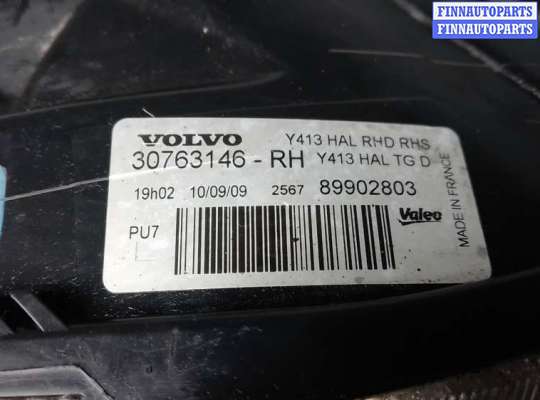 FINNAUTOPARTS
FINNAUTOPARTS
VOLVO Y413 HAL RHD RHS
30763146 - RH Y413 HAL TG D
19h02 10/09/09 2567 89902803
PU7
Valeo
MADE IN FRANCE